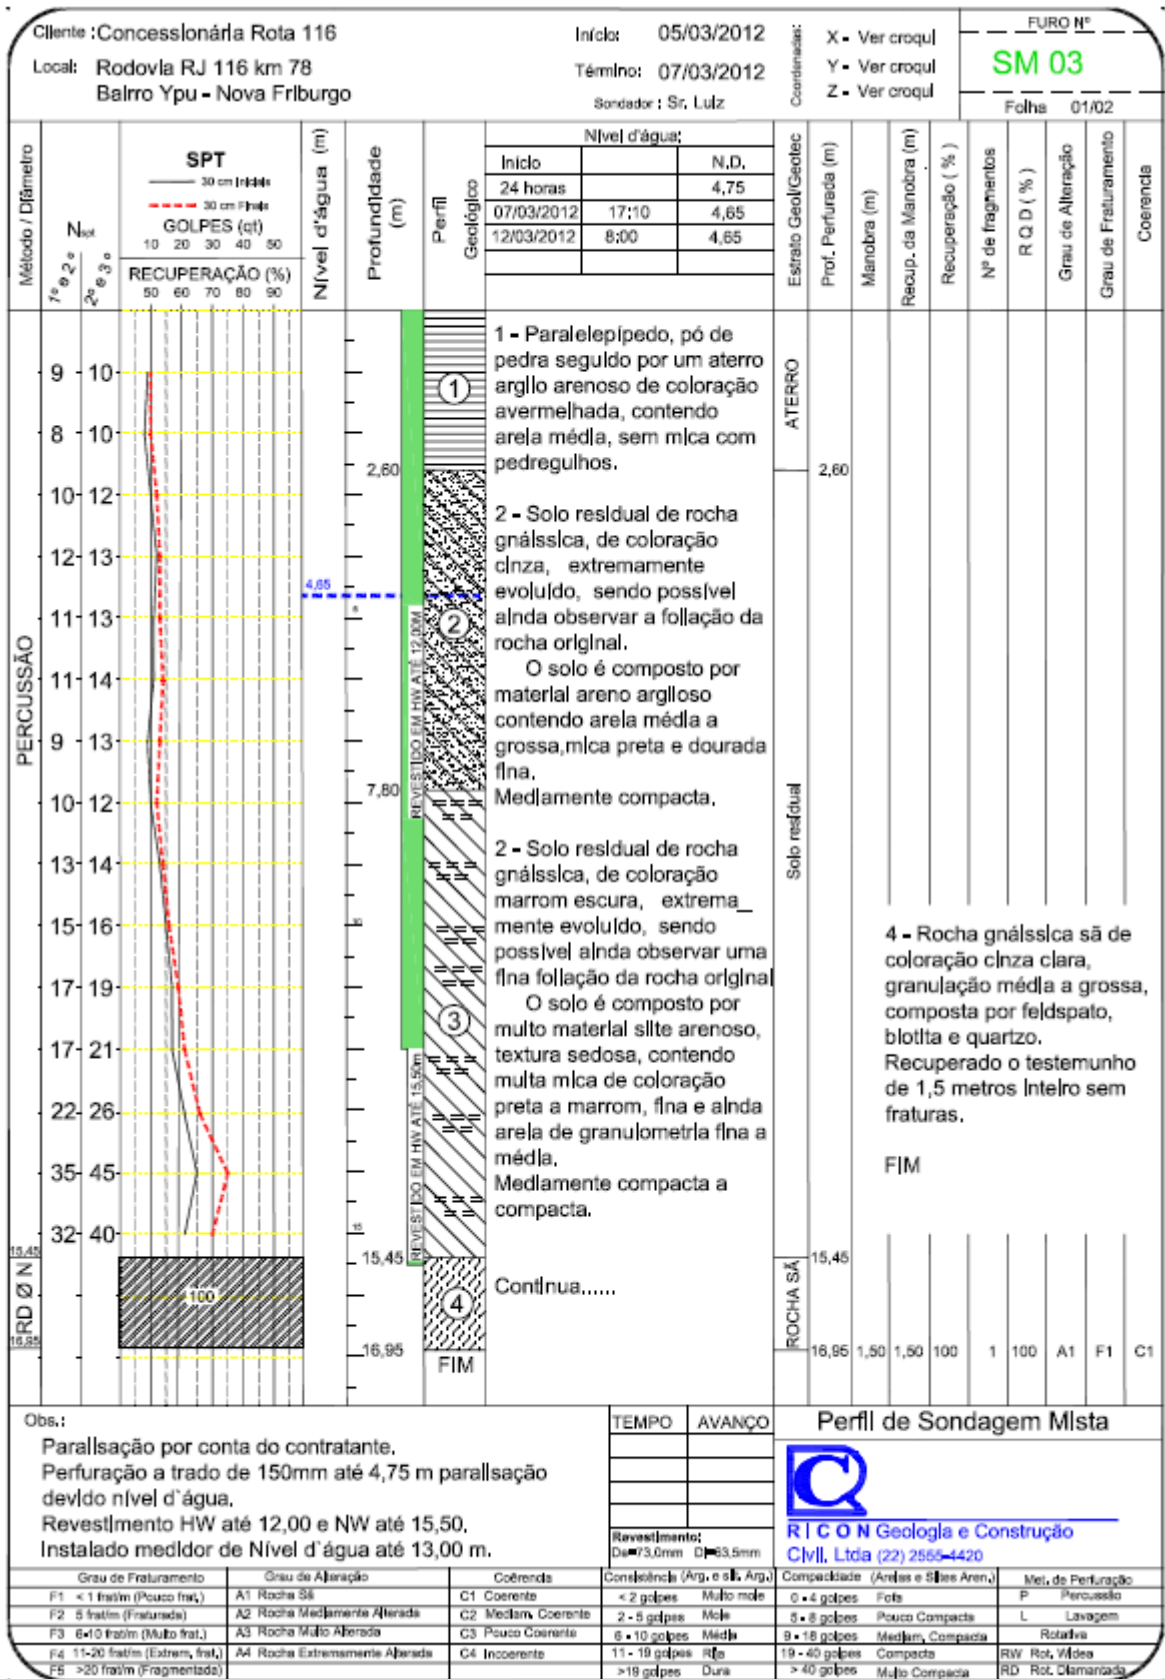 Cliente : Concessionária Rota 116
Local: Rodovia RJ 116 km 78
Bairro Ypu - Nova Friburgo
Início: 05/03/2012
Término: 07/03/2012
Sondador : Sr. Luiz
Coordenadas:
X - Ver croqui
Y - Ver croqui
Z - Ver croqui
FURO Nº
SM 03
Folha 01/02
Método / Diâmetro
Nspt
1º e 2º
2º e 3º
SPT
30 cm Iniciais
30 cm Finais
GOLPES (qt)
10 20 30 40 50
RECUPERAÇÃO (%)
50 60 70 80 90
Nível d'água (m)
Profundidade (m)
Perfil Geológico
Nível d'água:
Início N.D.
24 horas 4,75
07/03/2012 17:10 4,65
12/03/2012 8:00 4,65
Estrato Geol/Geotec
Prof. Perfurada (m)
Manobra (m)
Recup. da Manobra (m)
Recuperação ( % )
Nº de fragmentos
R Q D ( % )
Grau de Alteração
Grau de Fraturamento
Coerencia
PERCUSSÃO
9 - 10
8 - 10
10 - 12
12 - 13
11 - 13
11 - 14
9 - 13
10 - 12
13 - 14
15 - 16
17 - 19
17 - 21
22 - 26
35 - 45
32 - 40
15,45
RD Ø N
16,95
100
4,65
2,60
7,80
15
15,45
16,95
REVESTIDO EM HW ATÉ 12,00M
REVESTIDO EM HW ATÉ 15,50m
1
2
3
4
FIM
1 - Paralelepípedo, pó de
pedra seguido por um aterro
argilo arenoso de coloração
avermelhada, contendo
areia média, sem mica com
pedregulhos.
2 - Solo residual de rocha
gnáissica, de coloração
cinza, extremamente
evoluído, sendo possível
ainda observar a foliação da
rocha original.
O solo é composto por
material areno argiloso
contendo areia média a
grossa,mica preta e dourada
fina.
Mediamente compacta.
2 - Solo residual de rocha
gnáissica, de coloração
marrom escura, extrema_
mente evoluído, sendo
possível ainda observar uma
fina foliação da rocha original
O solo é composto por
muito material silte arenoso,
textura sedosa, contendo
muita mica de coloração
preta a marrom, fina e ainda
areia de granulometria fina a
média.
Mediamente compacta a
compacta.
Continua......
ATERRO
Solo residual
ROCHA SÃ
2,60
15,45
16,95 1,50 1,50 100 1 100 A1 F1 C1
4 - Rocha gnáissica sã de
coloração cinza clara,
granulação média a grossa,
composta por feldspato,
biotita e quartzo.
Recuperado o testemunho
de 1,5 metros inteiro sem
fraturas.
FIM
Obs.:
Paralisação por conta do contratante.
Perfuração a trado de 150mm até 4,75 m paralisação
devido nível d`água.
Revestimento HW até 12,00 e NW até 15,50.
Instalado medidor de Nível d`água até 13,00 m.
TEMPO AVANÇO
Revestimento:
De=73,0mm Di=63,5mm
Perfil de Sondagem Mista
R I C O N Geologia e Construção
Civil. Ltda (22) 2555-4420
Grau de Fraturamento
F1 < 1 frat/m (Pouco frat.)
F2 5 frat/m (Fraturada)
F3 6-10 frat/m (Muito frat.)
F4 11-20 frat/m (Extrem. frat.)
F5 >20 frat/m (Fragmentada)
Grau de Alteração
A1 Rocha Sã
A2 Rocha Mediamente Alterada
A3 Rocha Muito Alterada
A4 Rocha Extremamente Alterada
Coêrencia
C1 Coerente
C2 Mediam. Coerente
C3 Pouco Coerente
C4 Incoerente
Consistência (Arg. e silt. Arg.)
< 2 golpes Muito mole
2 - 5 golpes Mole
6 - 10 golpes Média
11 - 19 golpes Rija
>19 golpes Dura
Compacidade (Areias e Siltes Aren.)
0 - 4 golpes Fofa
5 - 8 golpes Pouco Compacta
9 - 18 golpes Mediam. Compacta
19 - 40 golpes Compacta
> 40 golpes Muito Compacta
Met. de Perfuração
P Percussão
L Lavagem
Rotativa
RW Rot. Widea
RD Rot. Diamantada